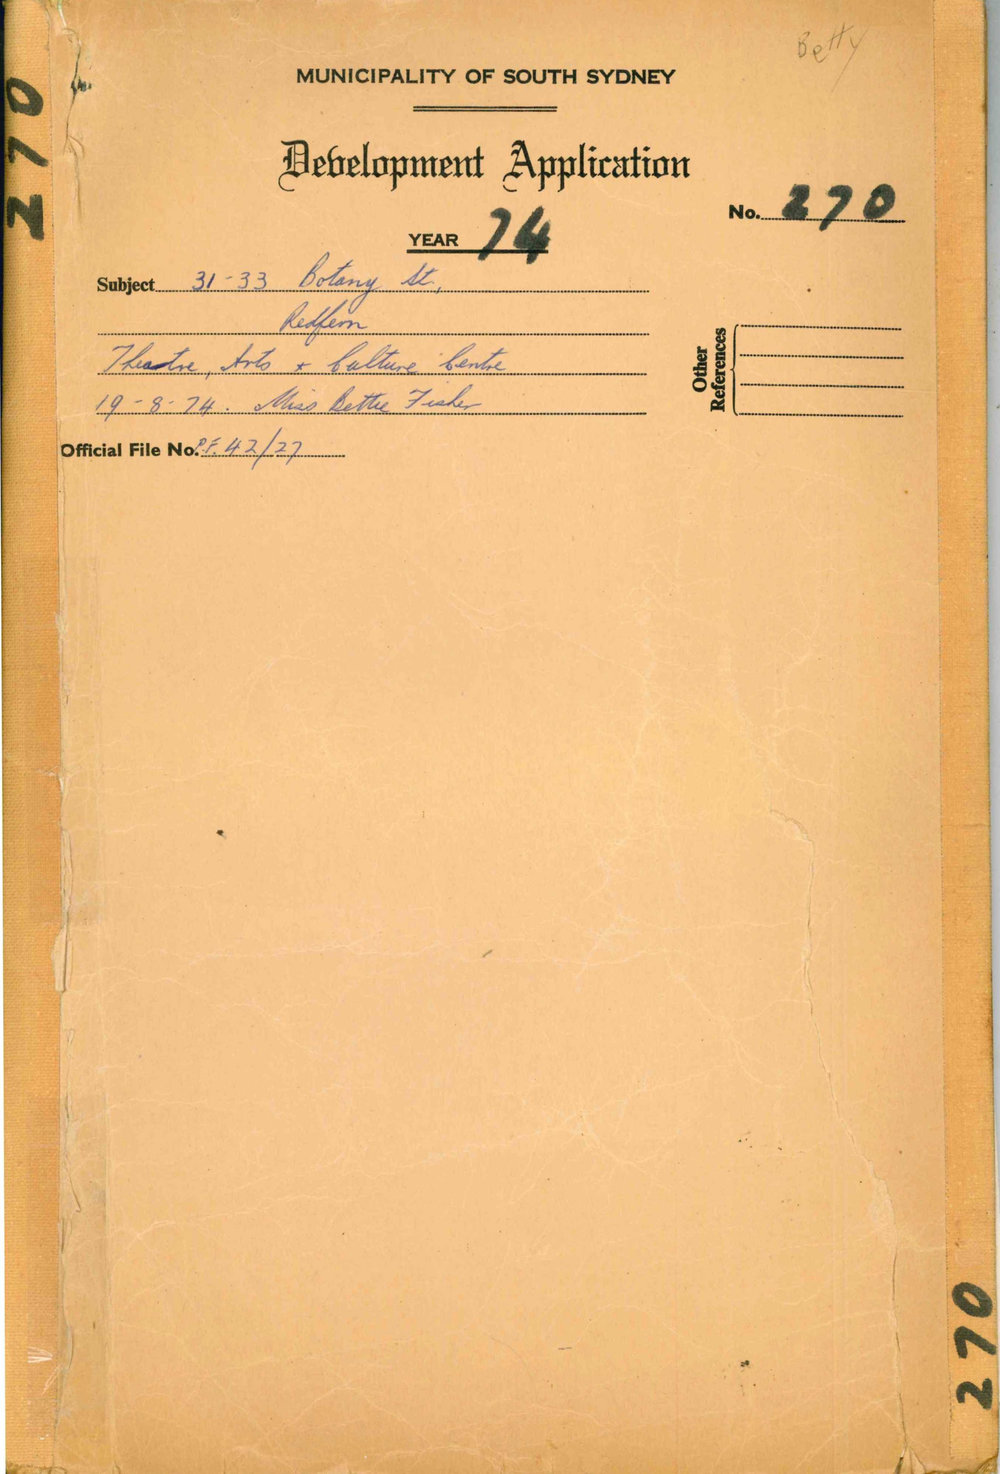 Betty
270
MUNICIPALITY OF SOUTH SYDNEY
Development Application
No. 270
YEAR 74
Subject 31-33 Botany St.,
Redfern
Theatre, Arts + Culture Centre
19-8-74. Miss Bettie Fisher
Other References
Official File No. P.F. 42/27
270